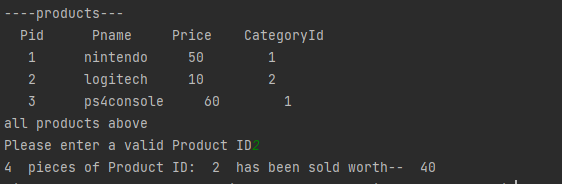 ----products---
Pid Pname Price CategoryId
1 nintendo 50 1
2 logitech 10 2
3 ps4console 60 1
all products above
Please enter a valid Product ID2
4 pieces of Product ID: 2 has been sold worth-- 40